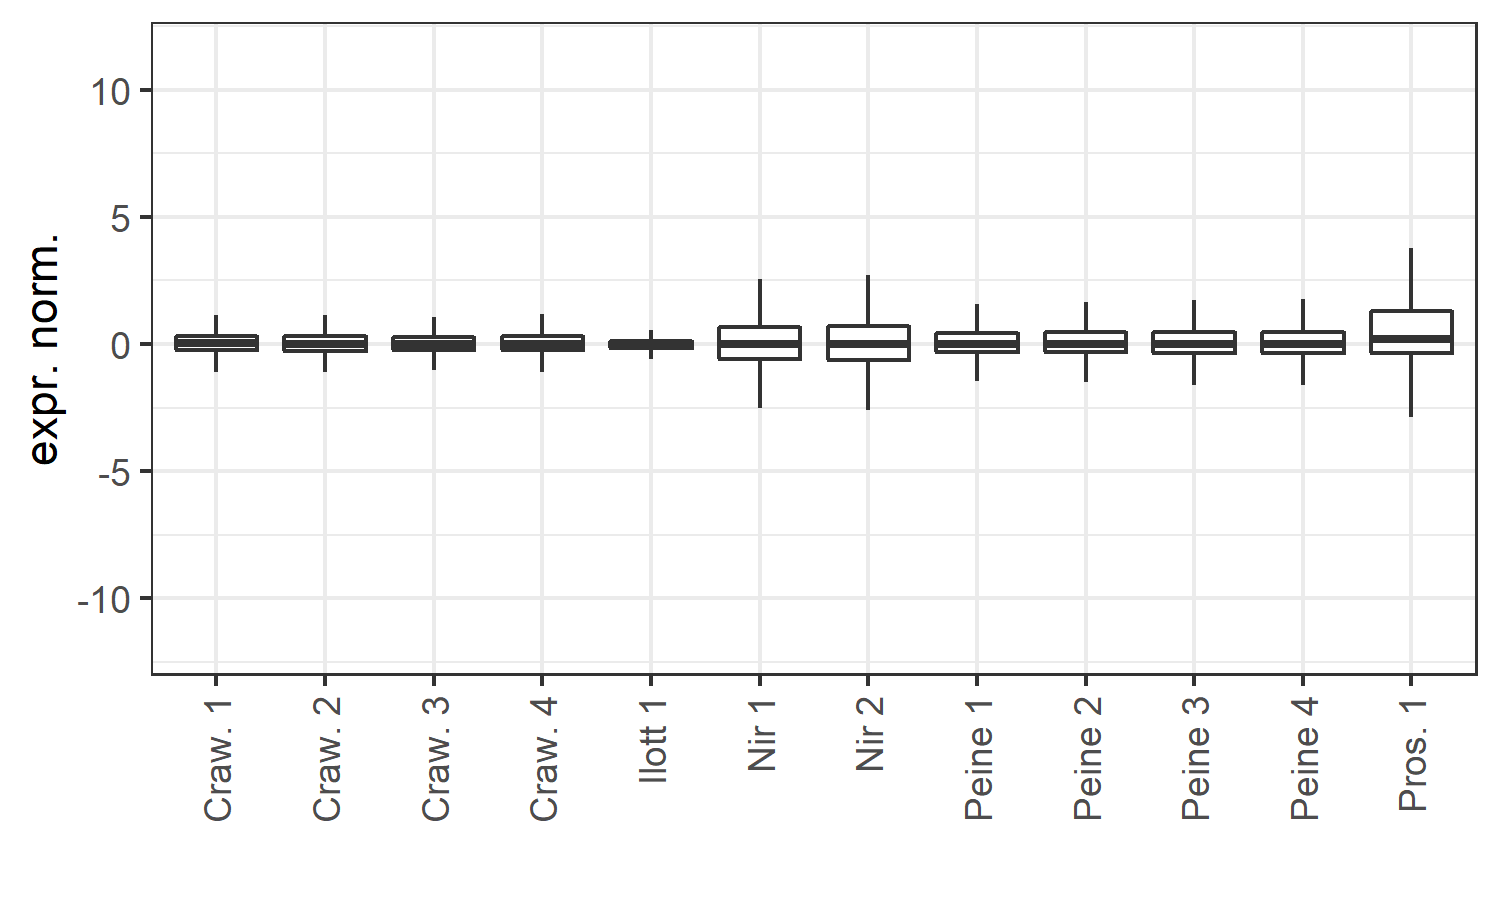 expr. norm.
10
5
0
-5
-10
Craw. 1
Craw. 2
Craw. 3
Craw. 4
Ilott 1
Nir 1
Nir 2
Peine 1
Peine 2
Peine 3
Peine 4
Pros. 1